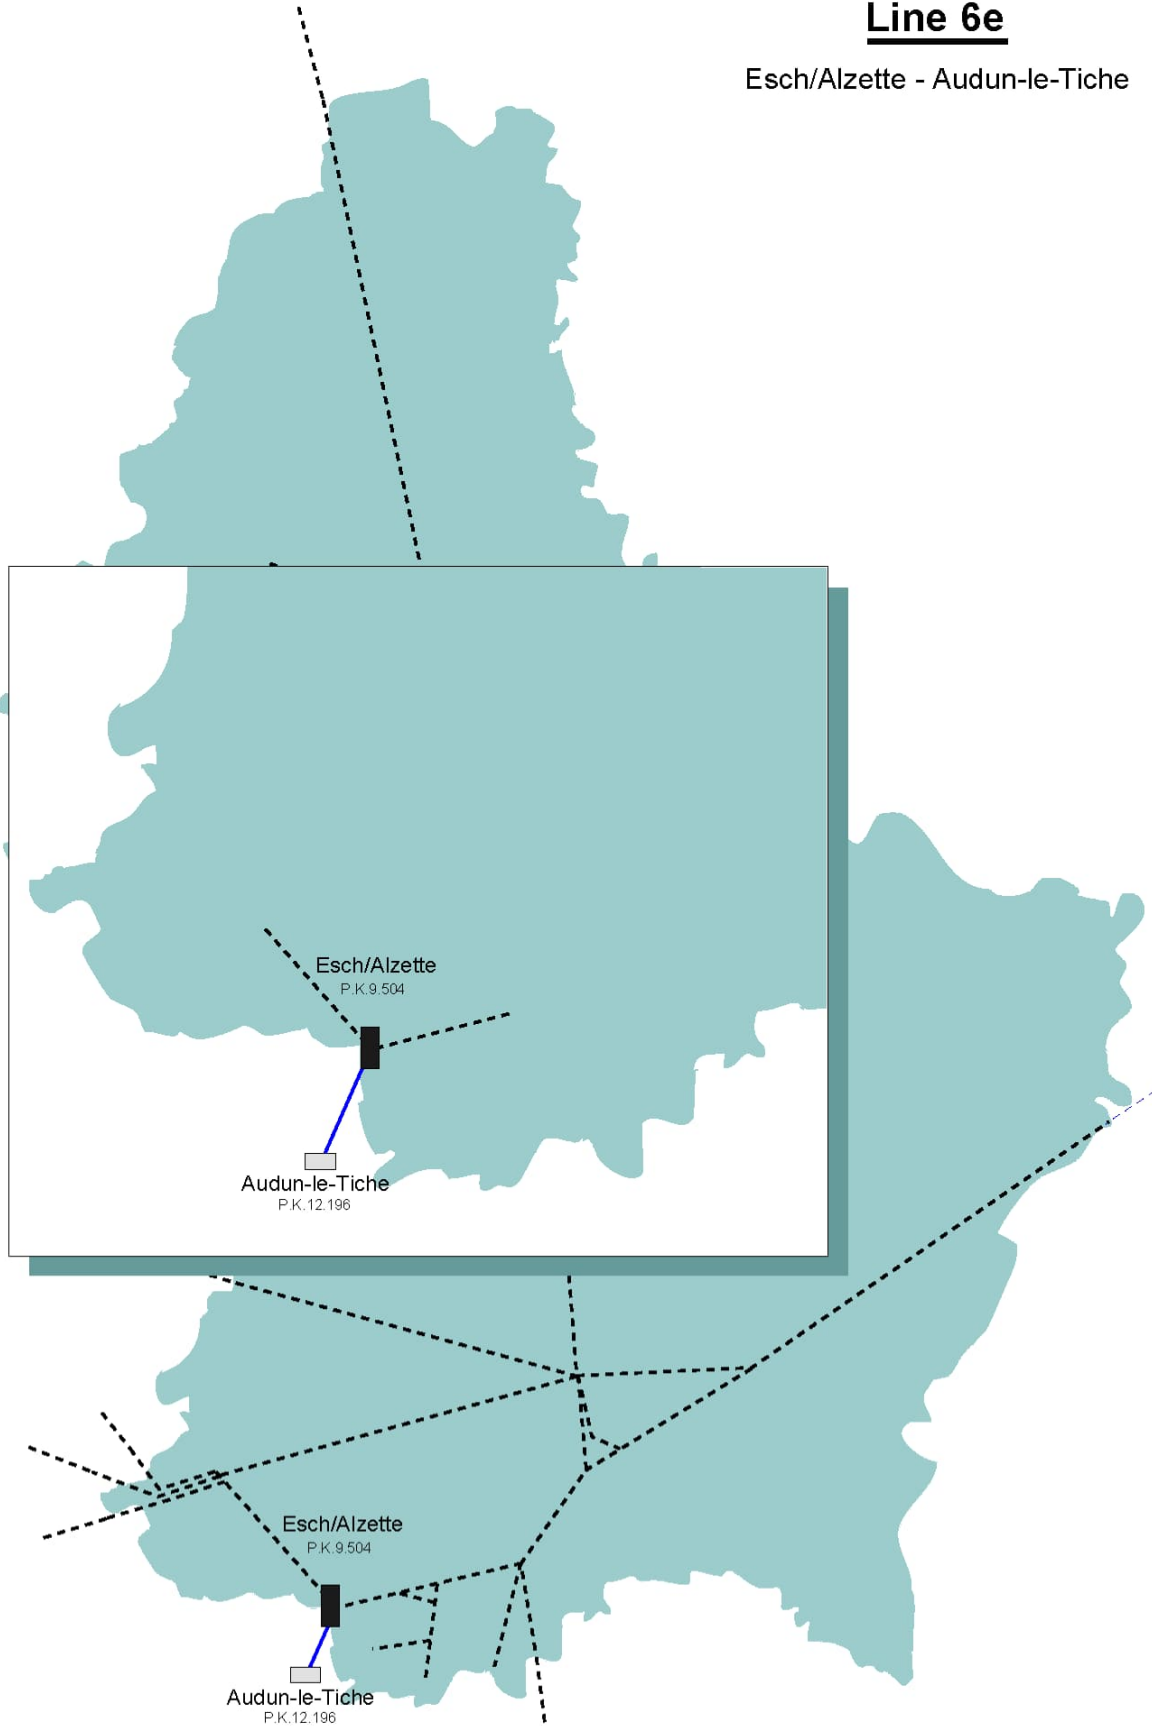 Line 6e
Esch/Alzette - Audun-le-Tiche
Esch/Alzette
P.K.9.504
Audun-le-Tiche
P.K.12.196
Esch/Alzette
P.K.9.504
Audun-le-Tiche
P.K.12.196